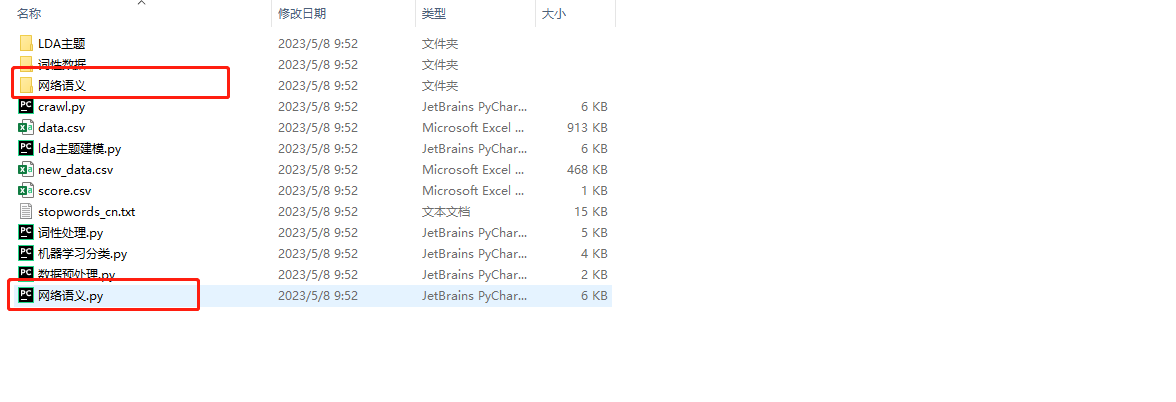 名称 修改日期 类型 大小
LDA主题 2023/5/8 9:52 文件夹
词性数据 2023/5/8 9:52 文件夹
网络语义 2023/5/8 9:52 文件夹
PC crawl.py 2023/5/8 9:52 JetBrains PyChar... 6 KB
data.csv 2023/5/8 9:52 Microsoft Excel ... 913 KB
PC lda主题建模.py 2023/5/8 9:52 JetBrains PyChar... 6 KB
new_data.csv 2023/5/8 9:52 Microsoft Excel ... 468 KB
score.csv 2023/5/8 9:52 Microsoft Excel ... 1 KB
stopwords_cn.txt 2023/5/8 9:52 文本文档 15 KB
PC 词性处理.py 2023/5/8 9:52 JetBrains PyChar... 5 KB
PC 机器学习分类.py 2023/5/8 9:52 JetBrains PyChar... 4 KB
PC 数据预处理.py 2023/5/8 9:52 JetBrains PyChar... 2 KB
PC 网络语义.py 2023/5/8 9:52 JetBrains PyChar... 6 KB